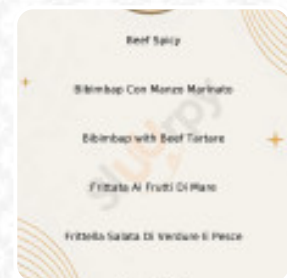 Beef Spicy
Bibimbap Con Manzo Marinato
Bibimbap with Beef Tartare
Frittata Ai Frutti Di Mare
Frittella Salata Di Verdure E Pesce
sluurpy